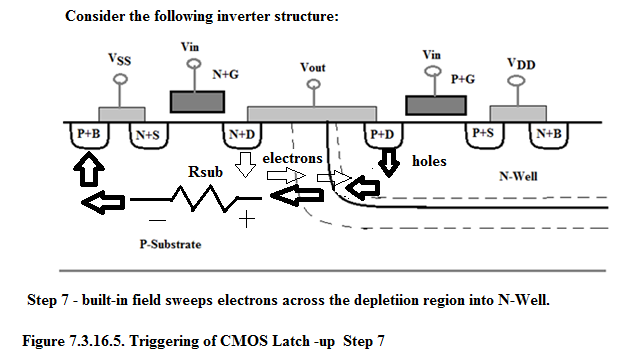 Consider the following inverter structure:
Vin
VSS
N+G
Vout
Vin
P+G
VDD
P+B
N+S
N+D
P+D
P+S
N+B
electrons
holes
Rsub
N-Well
P-Substrate
Step 7 - built-in field sweeps electrons across the depletiion region into N-Well.
Figure 7.3.16.5. Triggering of CMOS Latch -up Step 7